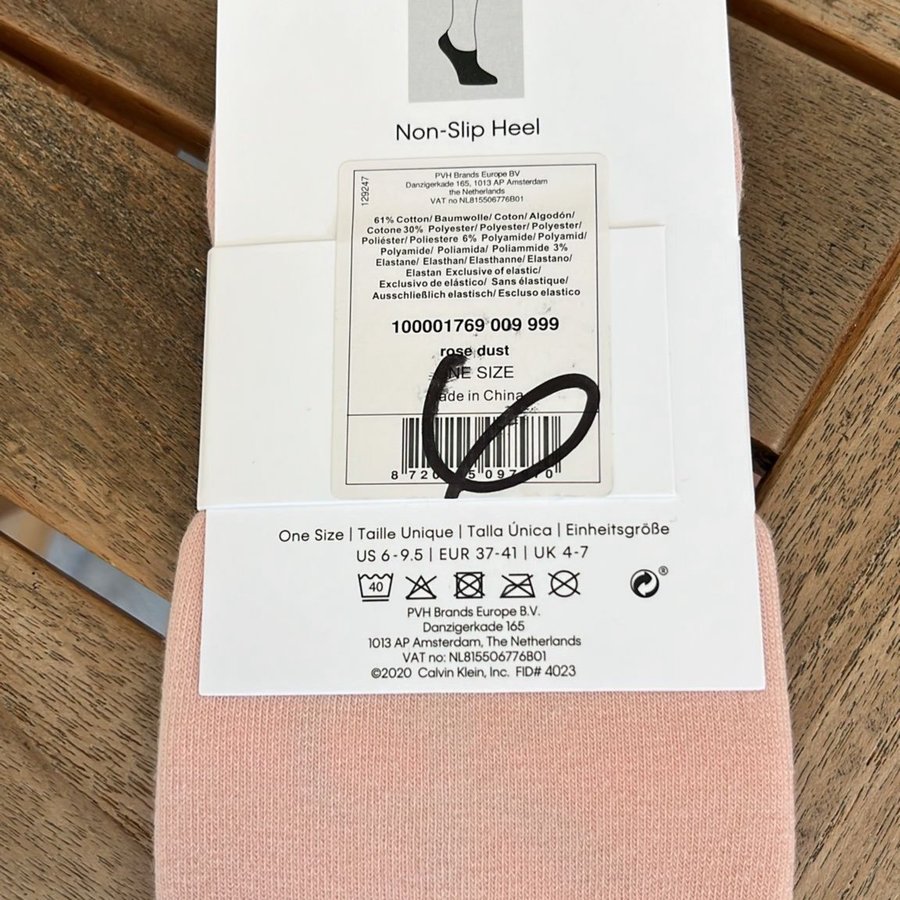 Non-Slip Heel
129247
PVH Brands Europe BV
Danzigerkade 165, 1013 AP Amsterdam
the Netherlands
VAT no NL815506776B01
61% Cotton/ Baumwolle/ Coton/ Algodón/
Cotone 30% Polyester/ Polyester/ Polyester/
Poliéster/ Poliestere 6% Polyamide/ Polyamid/
Polyamide/ Poliamida/ Poliammide 3%
Elastane/ Elasthan/ Elasthanne/ Elastano/
Elastan Exclusive of elastic/
Exclusivo de elástico/ Sans élastique/
Ausschließlich elastisch/ Escluso elastico
100001769 009 999
rose dust
ONE SIZE
Made in China
One Size | Taille Unique | Talla Única | Einheitsgröße
US 6-9.5 | EUR 37-41 | UK 4-7
40
®
PVH Brands Europe B.V.
Danzigerkade 165
1013 AP Amsterdam, The Netherlands
VAT no: NL815506776B01
©2020 Calvin Klein, Inc. FID# 4023